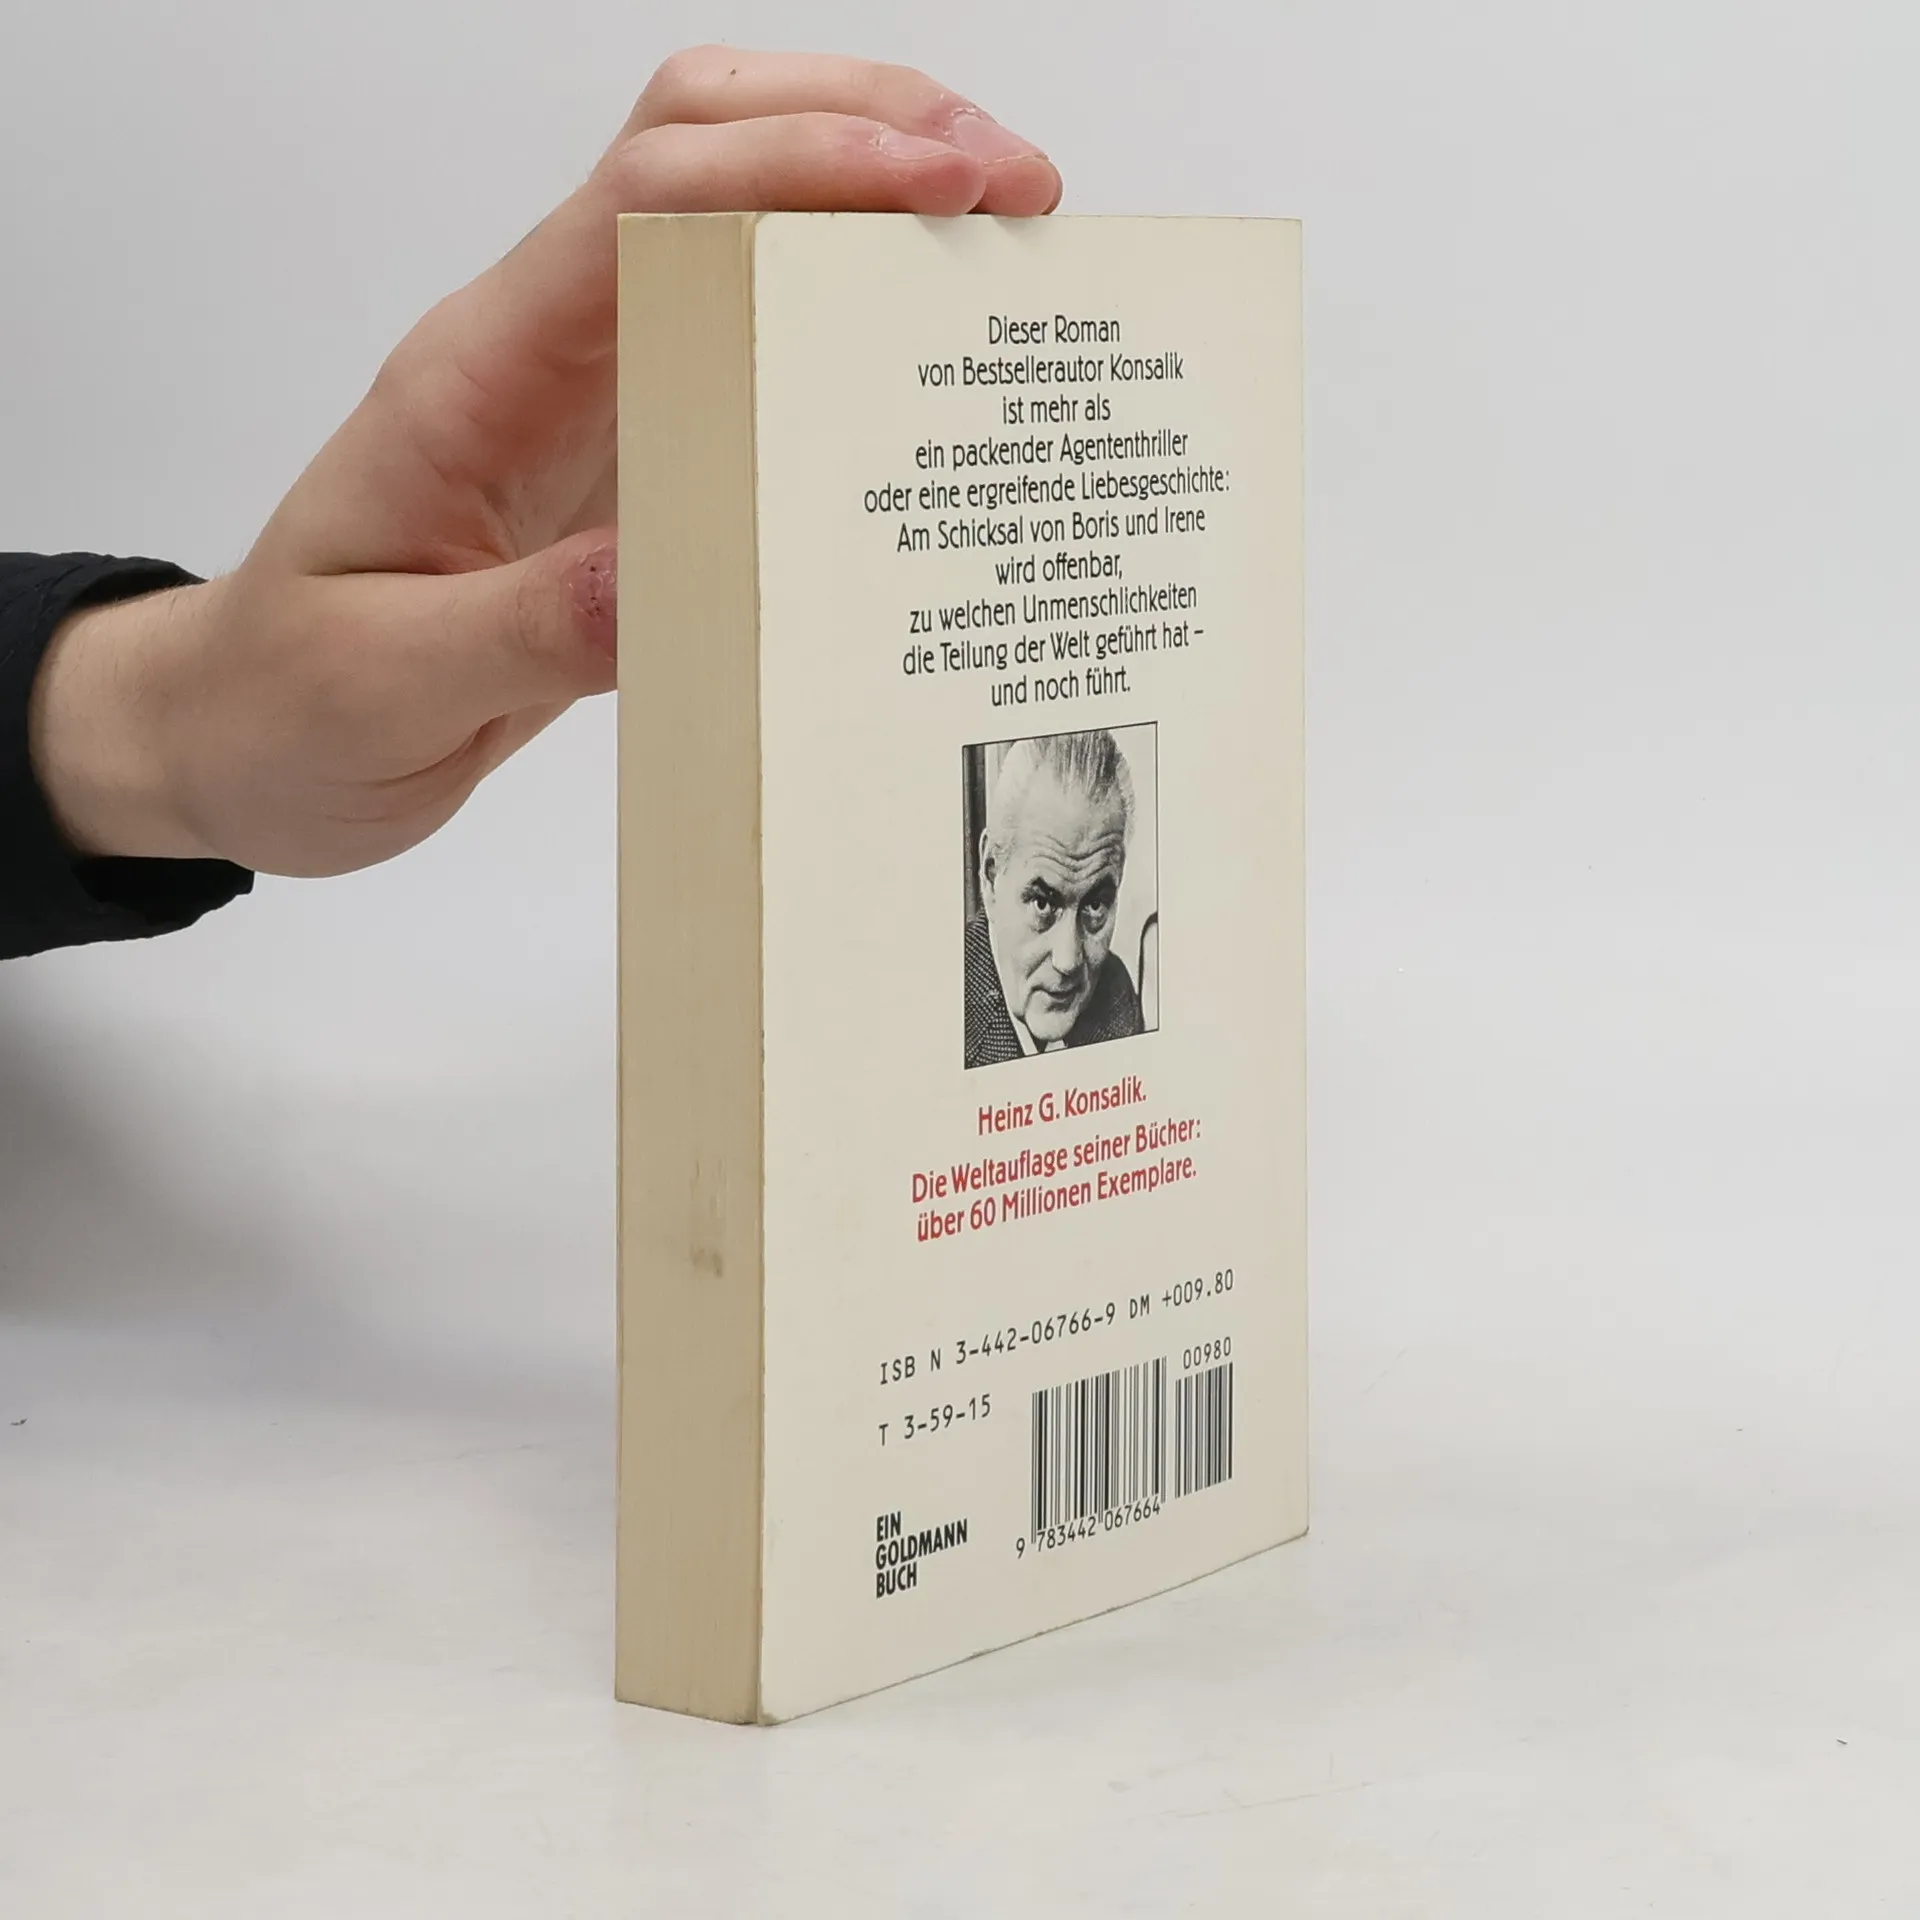 Dieser Roman
von Bestsellerautor Konsalik
ist mehr als
ein packender Agententhriller
oder eine ergreifende Liebesgeschichte:
Am Schicksal von Boris und Irene
wird offenbar,
zu welchen Unmenschlichkeiten
die Teilung der Welt geführt hat –
und noch führt.
Heinz G. Konsalik.
Die Weltauflage seiner Bücher:
über 60 Millionen Exemplare.
ISB N 3-442-06766-9 DM +009.80
00980
T 3-59-15
9 783442 067664
EIN
GOLDMANN
BUCH